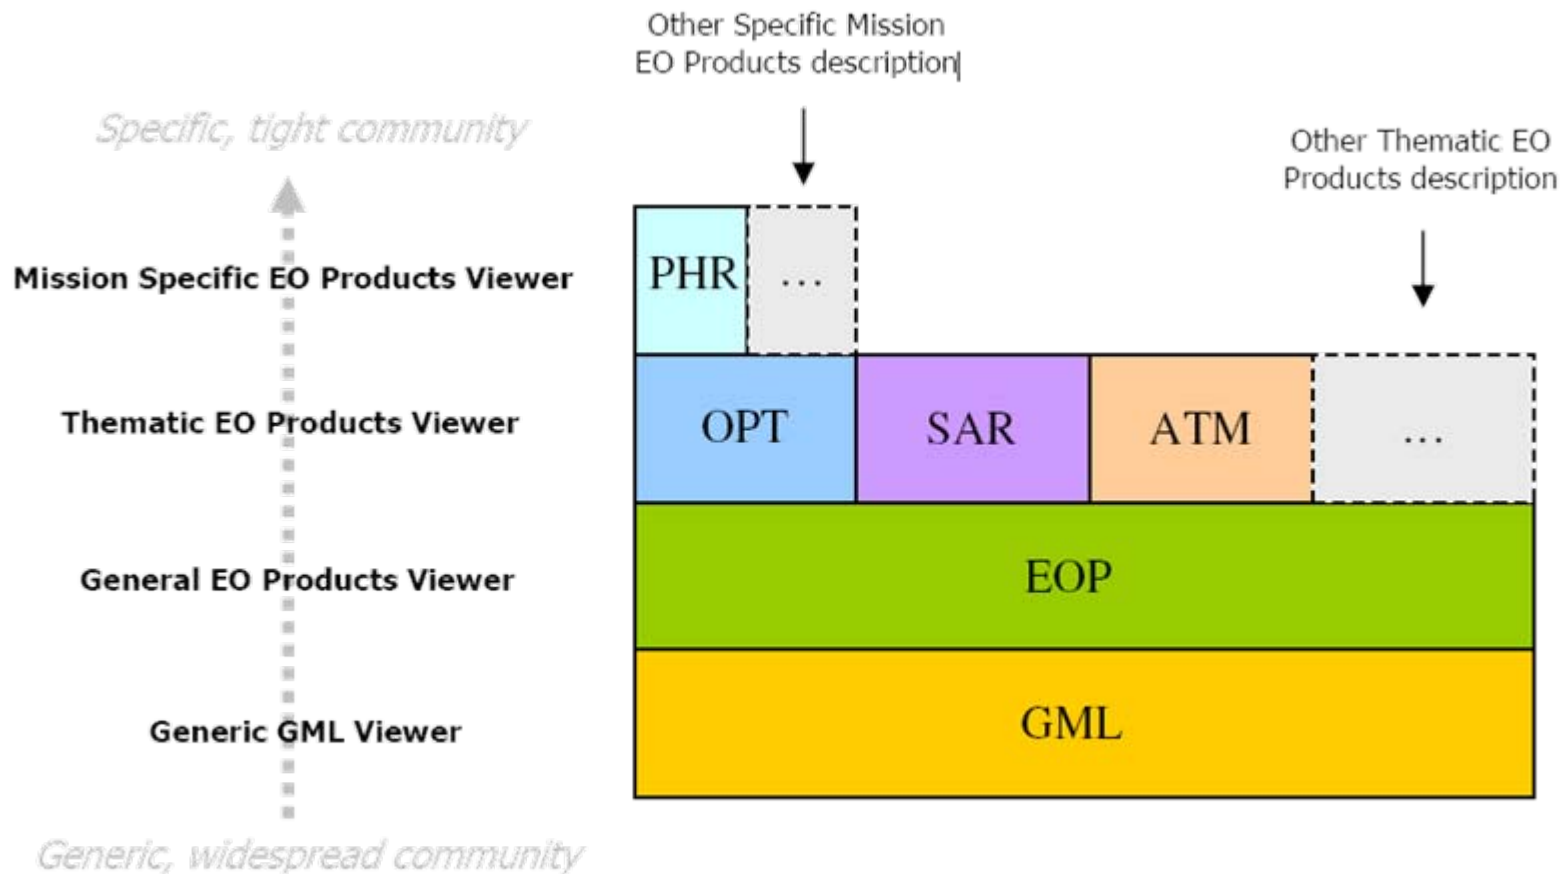 Other Specific Mission
EO Products description
Specific, tight community
Other Thematic EO
Products description
Mission Specific EO Products Viewer
PHR
...
Thematic EO Products Viewer
OPT
SAR
ATM
...
General EO Products Viewer
EOP
Generic GML Viewer
GML
Generic, widespread community